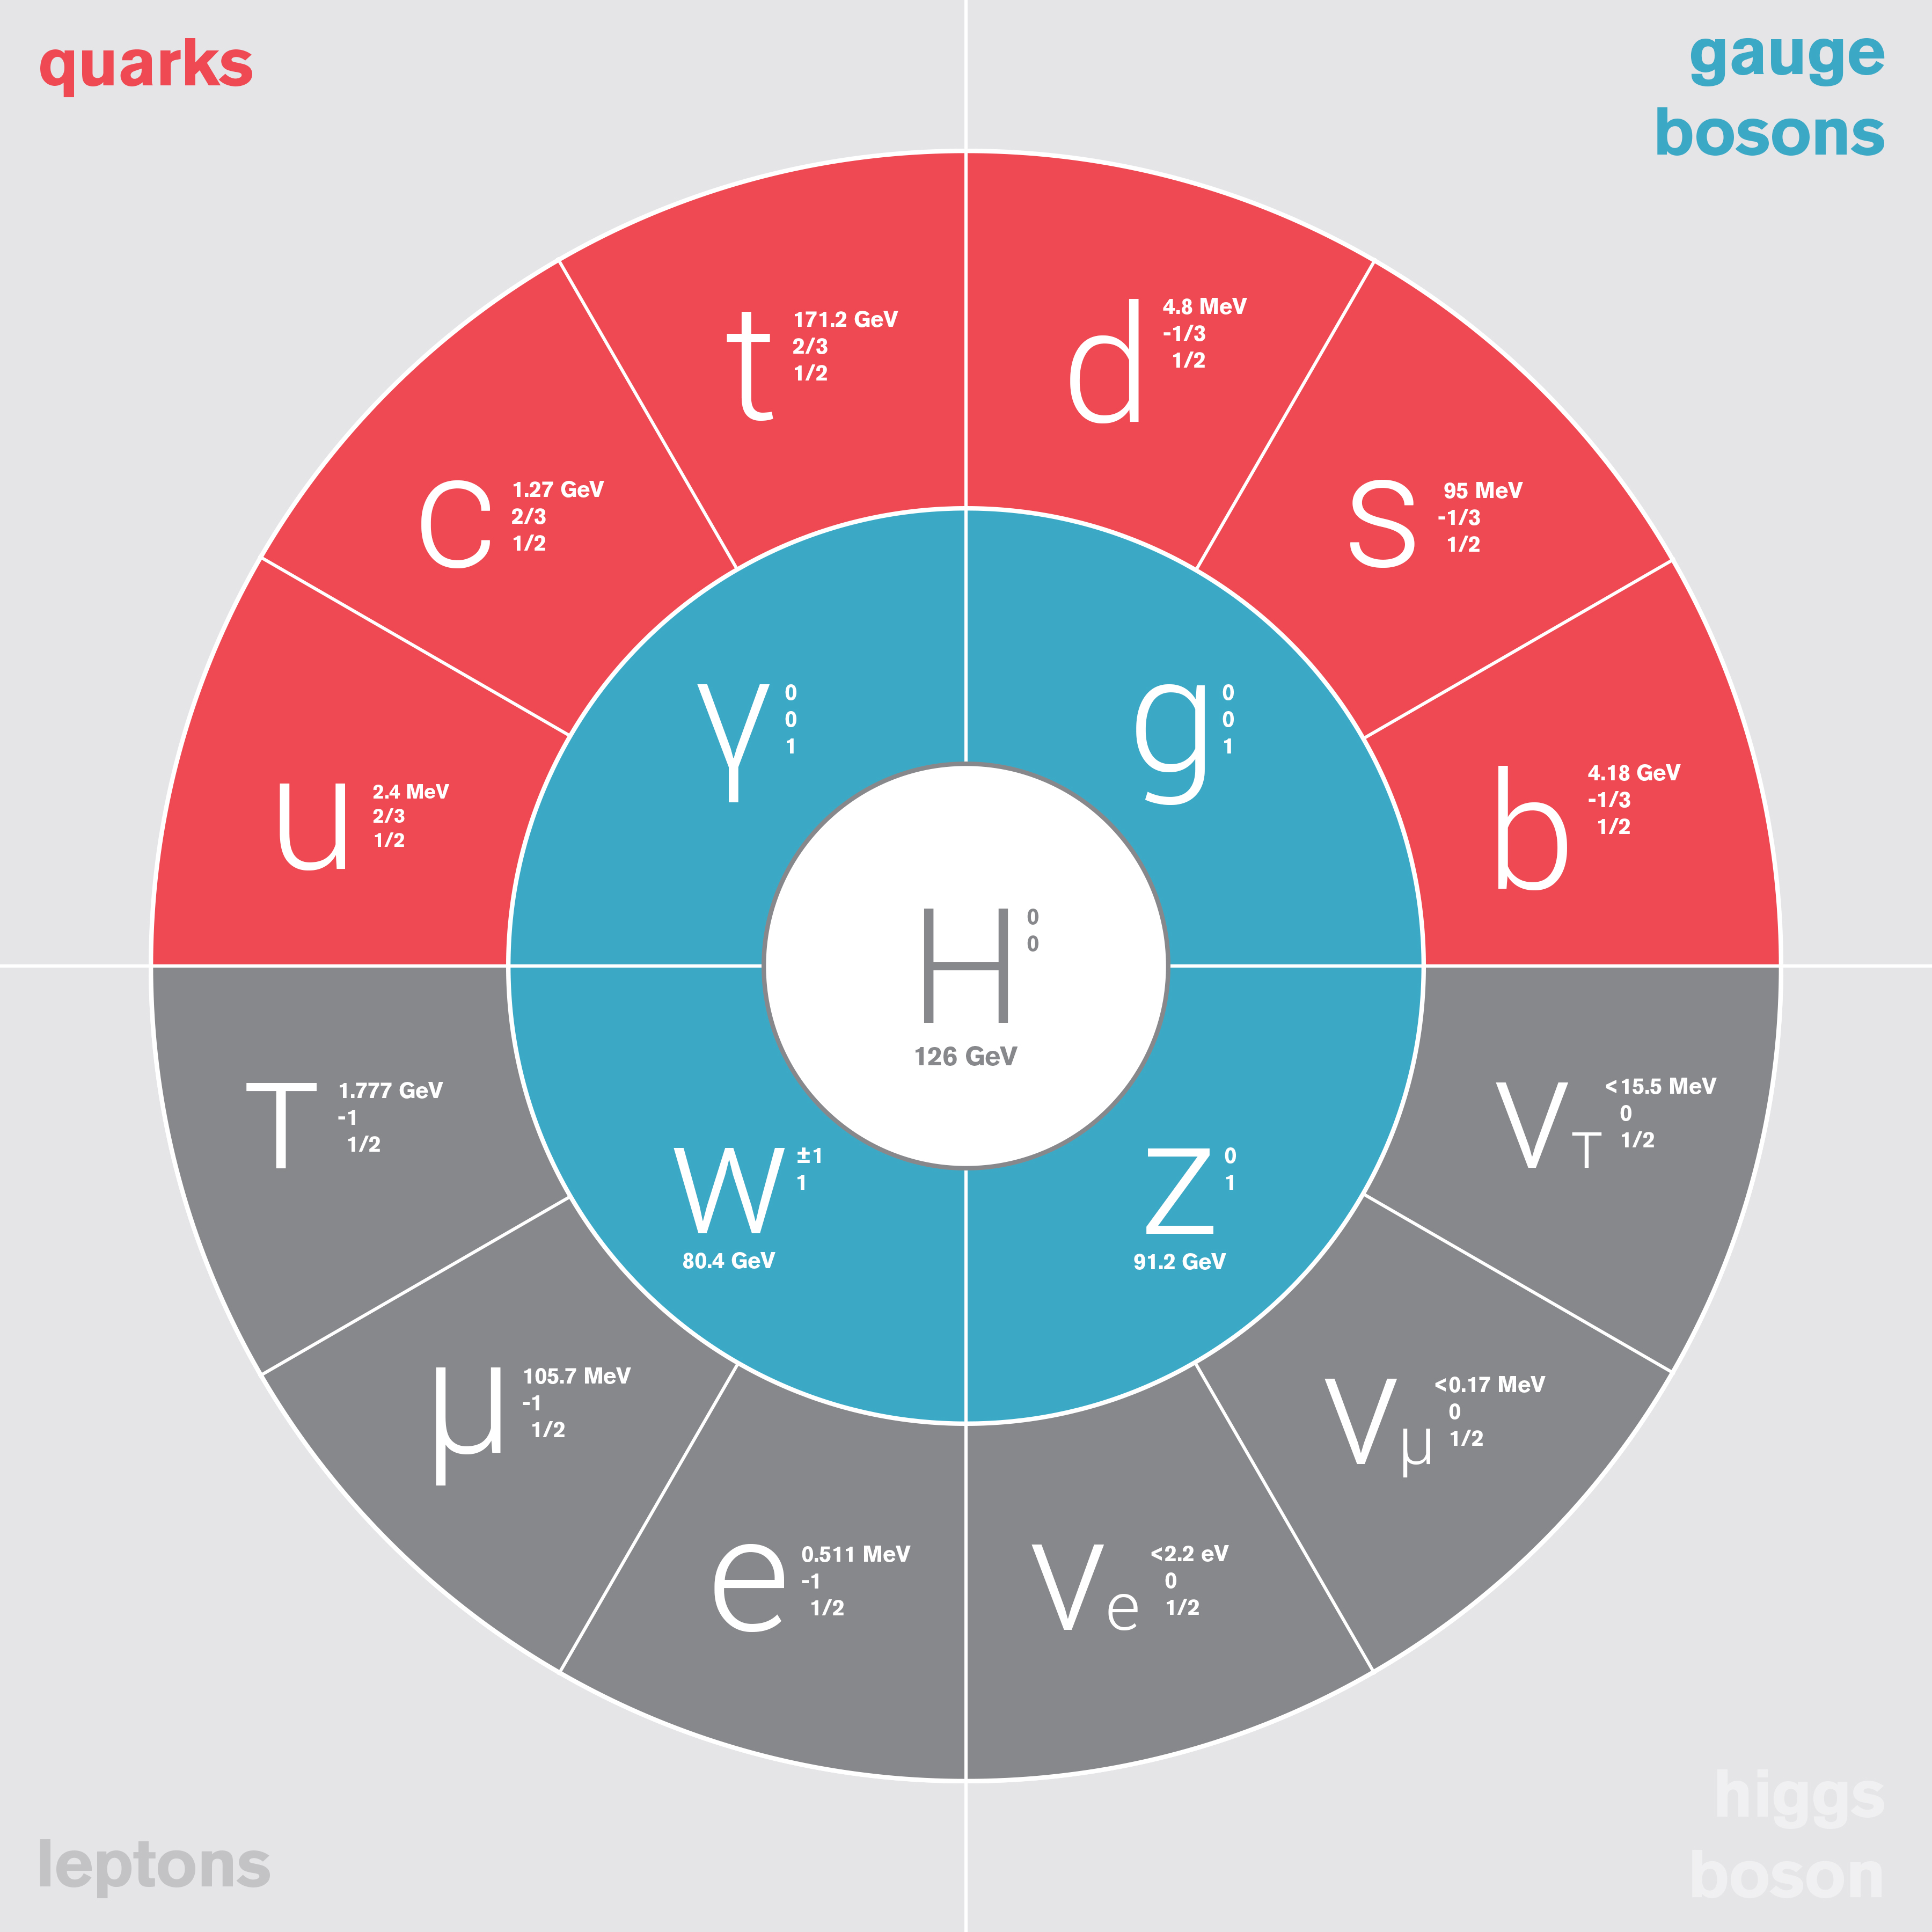 quarks
gauge
bosons
t
171.2 GeV
2/3
1/2
d
4.8 MeV
-1/3
1/2
C
1.27 GeV
2/3
1/2
S
95 MeV
-1/3
1/2
u
2.4 MeV
2/3
1/2
γ
0
0
1
g
0
0
1
b
4.18 GeV
-1/3
1/2
H
0
0
126 GeV
T
1.777 GeV
-1
1/2
W
±1
1
80.4 GeV
Z
0
1
91.2 GeV
VT
<15.5 MeV
0
1/2
μ
105.7 MeV
-1
1/2
Vμ
<0.17 MeV
0
1/2
e
0.511 MeV
-1
1/2
Ve
<2.2 eV
0
1/2
leptons
higgs
boson